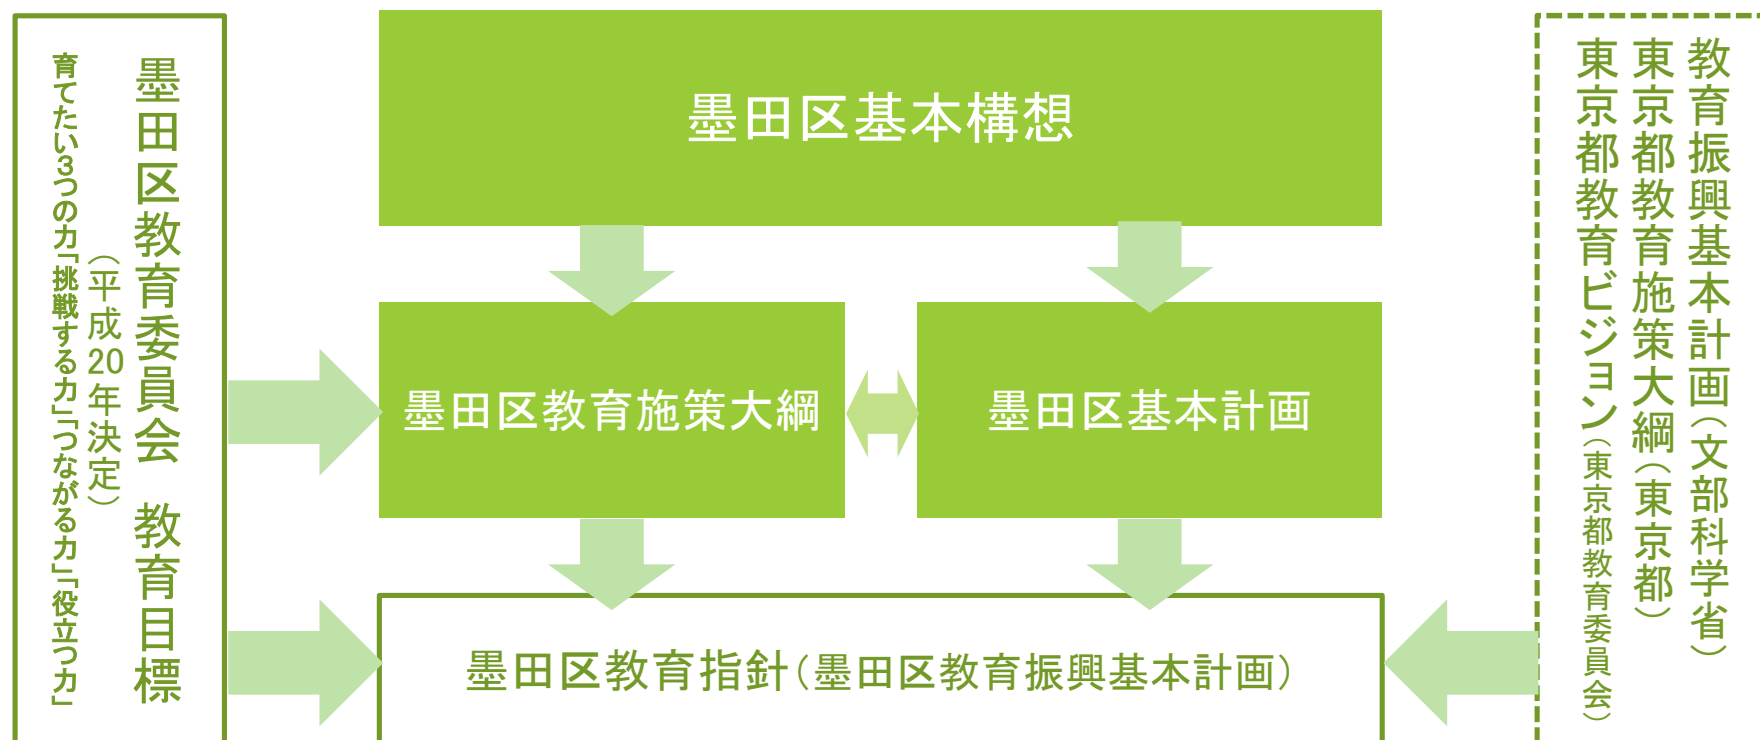 墨田区教育委員会　教育目標
（平成20年決定）
育てたい3つの力「挑戦する力」「つながる力」「役立つ力」
墨田区基本構想
墨田区教育施策大綱
墨田区基本計画
墨田区教育指針（墨田区教育振興基本計画）
教育振興基本計画（文部科学省）
東京都教育施策大綱（東京都）
東京都教育ビジョン（東京都教育委員会）